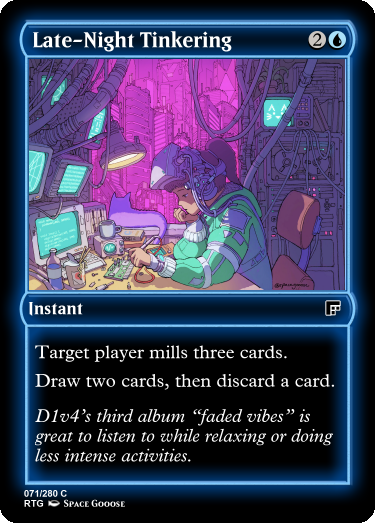 Late-Night Tinkering 2
Instant
Target player mills three cards.
Draw two cards, then discard a card.
D1v4's third album "faded vibes" is
great to listen to while relaxing or doing
less intense activities.
071/280 C
RTG Space Gooose